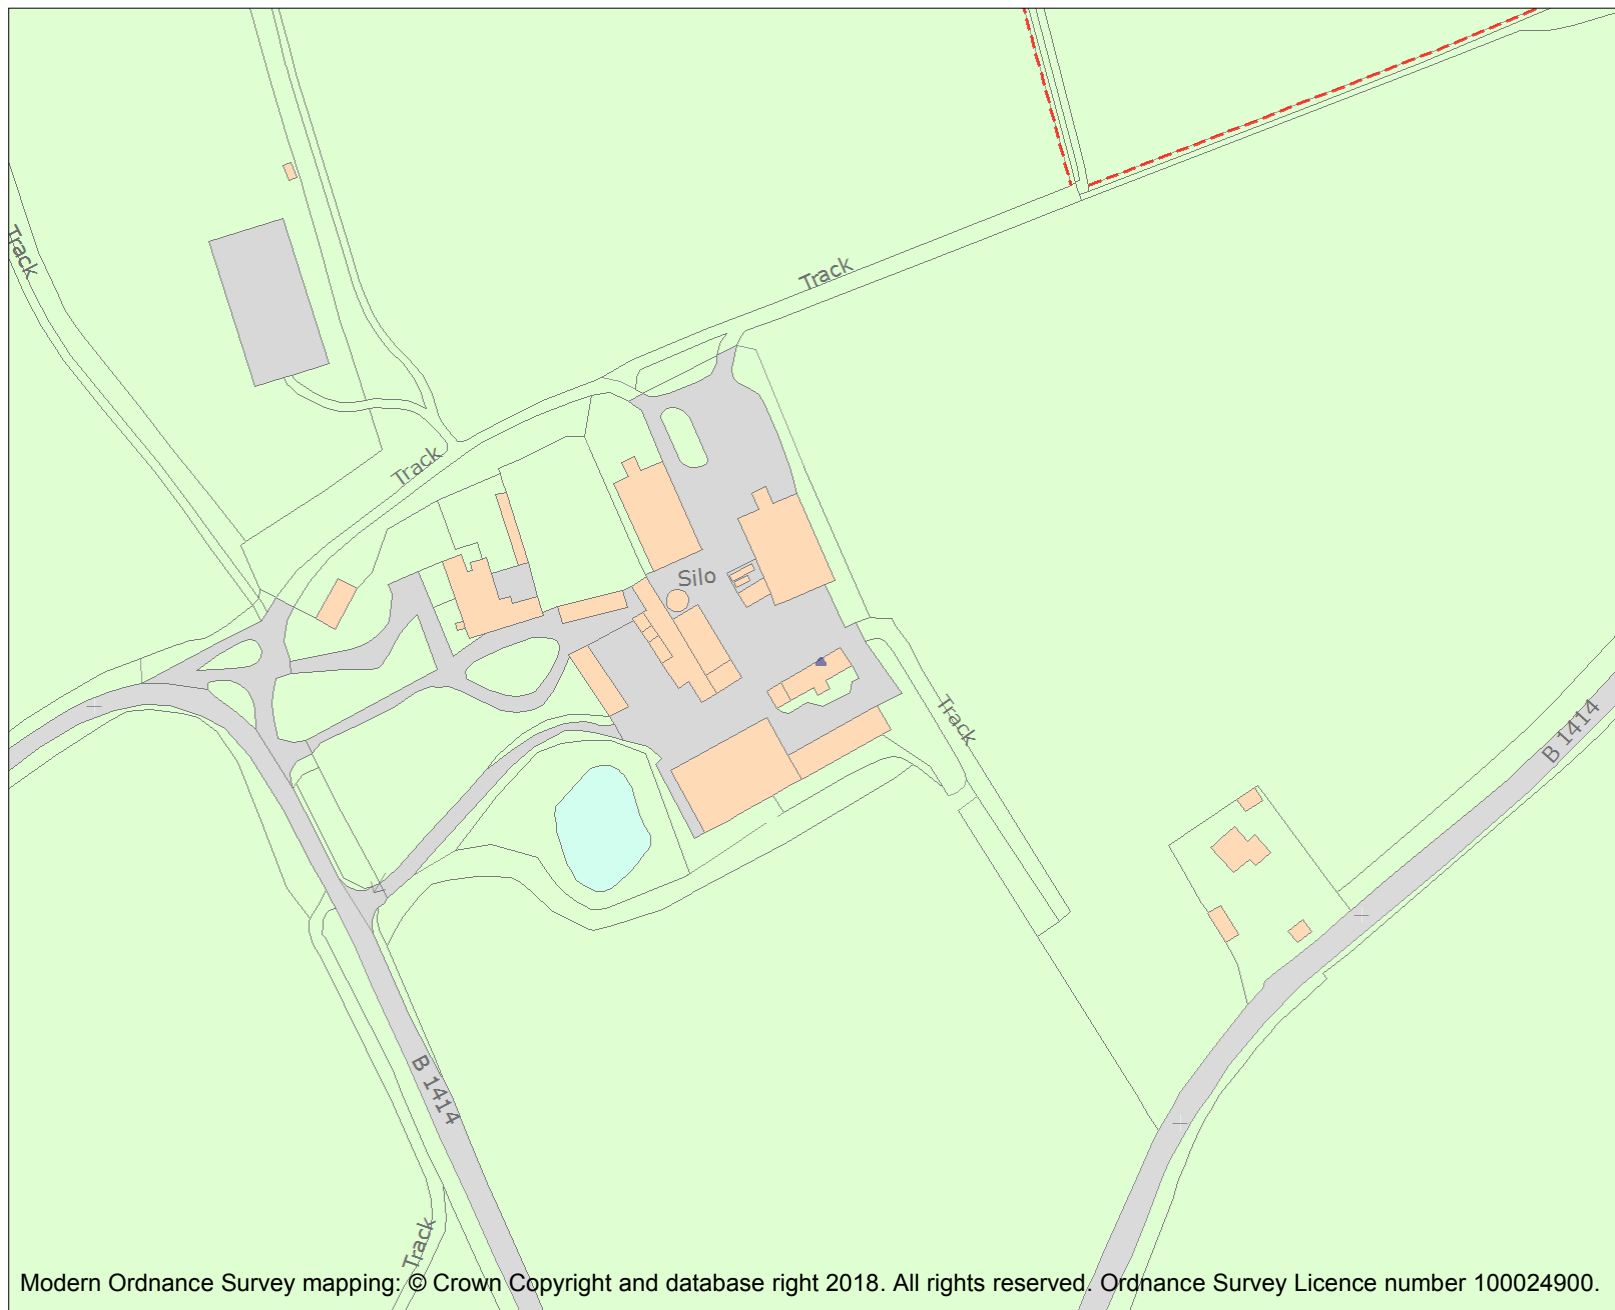 Track
Track
Track
Silo
Track
B 1414
B 1414
Track
Modern Ordnance Survey mapping: © Crown Copyright and database right 2018. All rights reserved. Ordnance Survey Licence number 100024900.